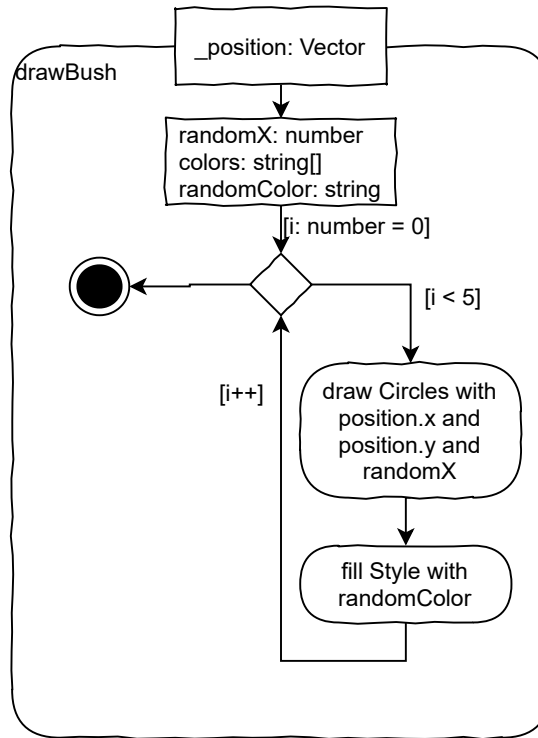 _position: Vector
drawBush
randomX: number
colors: string[]
randomColor: string
[i: number = 0]
[i < 5]
[i++]
draw Circles with
position.x and
position.y and
randomX
fill Style with
randomColor